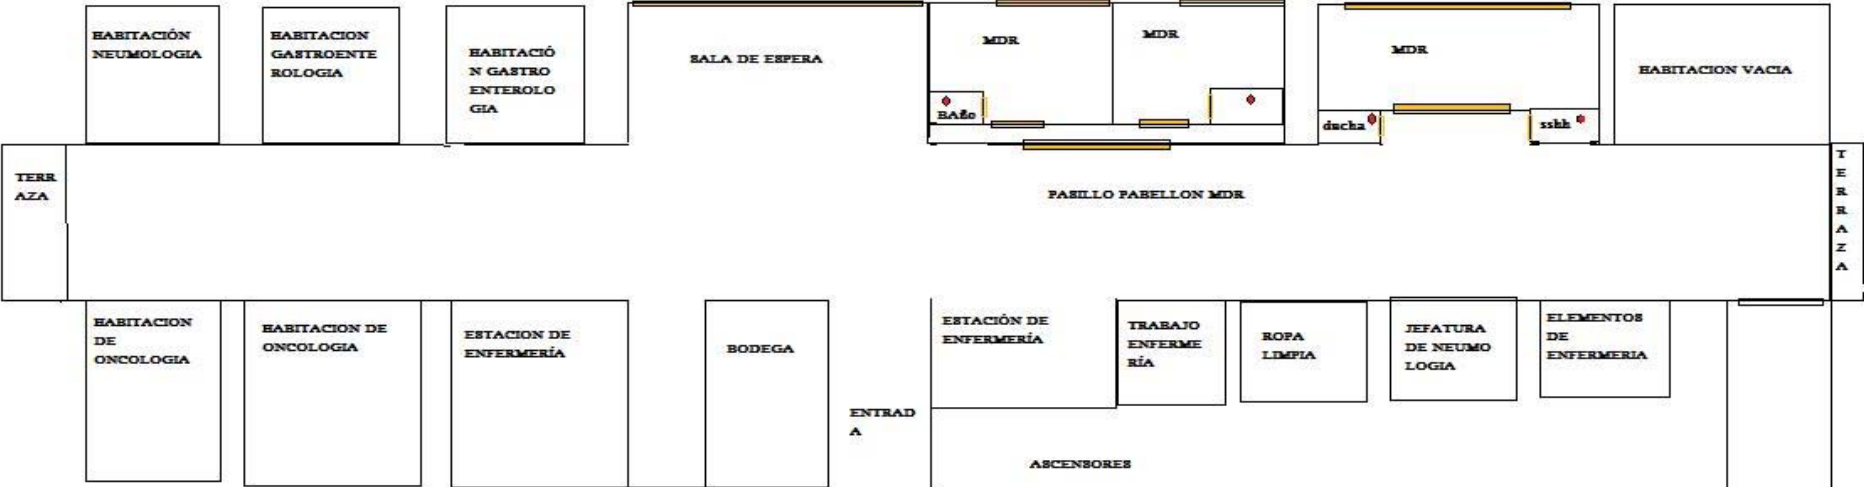 HABITACIÓN
NEUMOLOGIA
HABITACION
GASTROENTE
ROLOGIA
HABITACIÓ
N GASTRO
ENTEROLO
GIA
SALA DE ESPERA
MDR
BAño
MDR
MDR
ducha
sshh
HABITACION VACIA
TERR
AZA
PASILLO PABELLON MDR
T
E
R
R
A
Z
A
HABITACION
DE
ONCOLOGIA
HABITACION DE
ONCOLOGIA
ESTACION DE
ENFERMERÍA
BODEGA
ENTRAD
A
ESTACIÓN DE
ENFERMERÍA
TRABAJO
ENFERME
RÍA
ROPA
LIMPIA
JEFATURA
DE NEUMO
LOGIA
ELEMENTOS
DE
ENFERMERIA
ASCENSORES